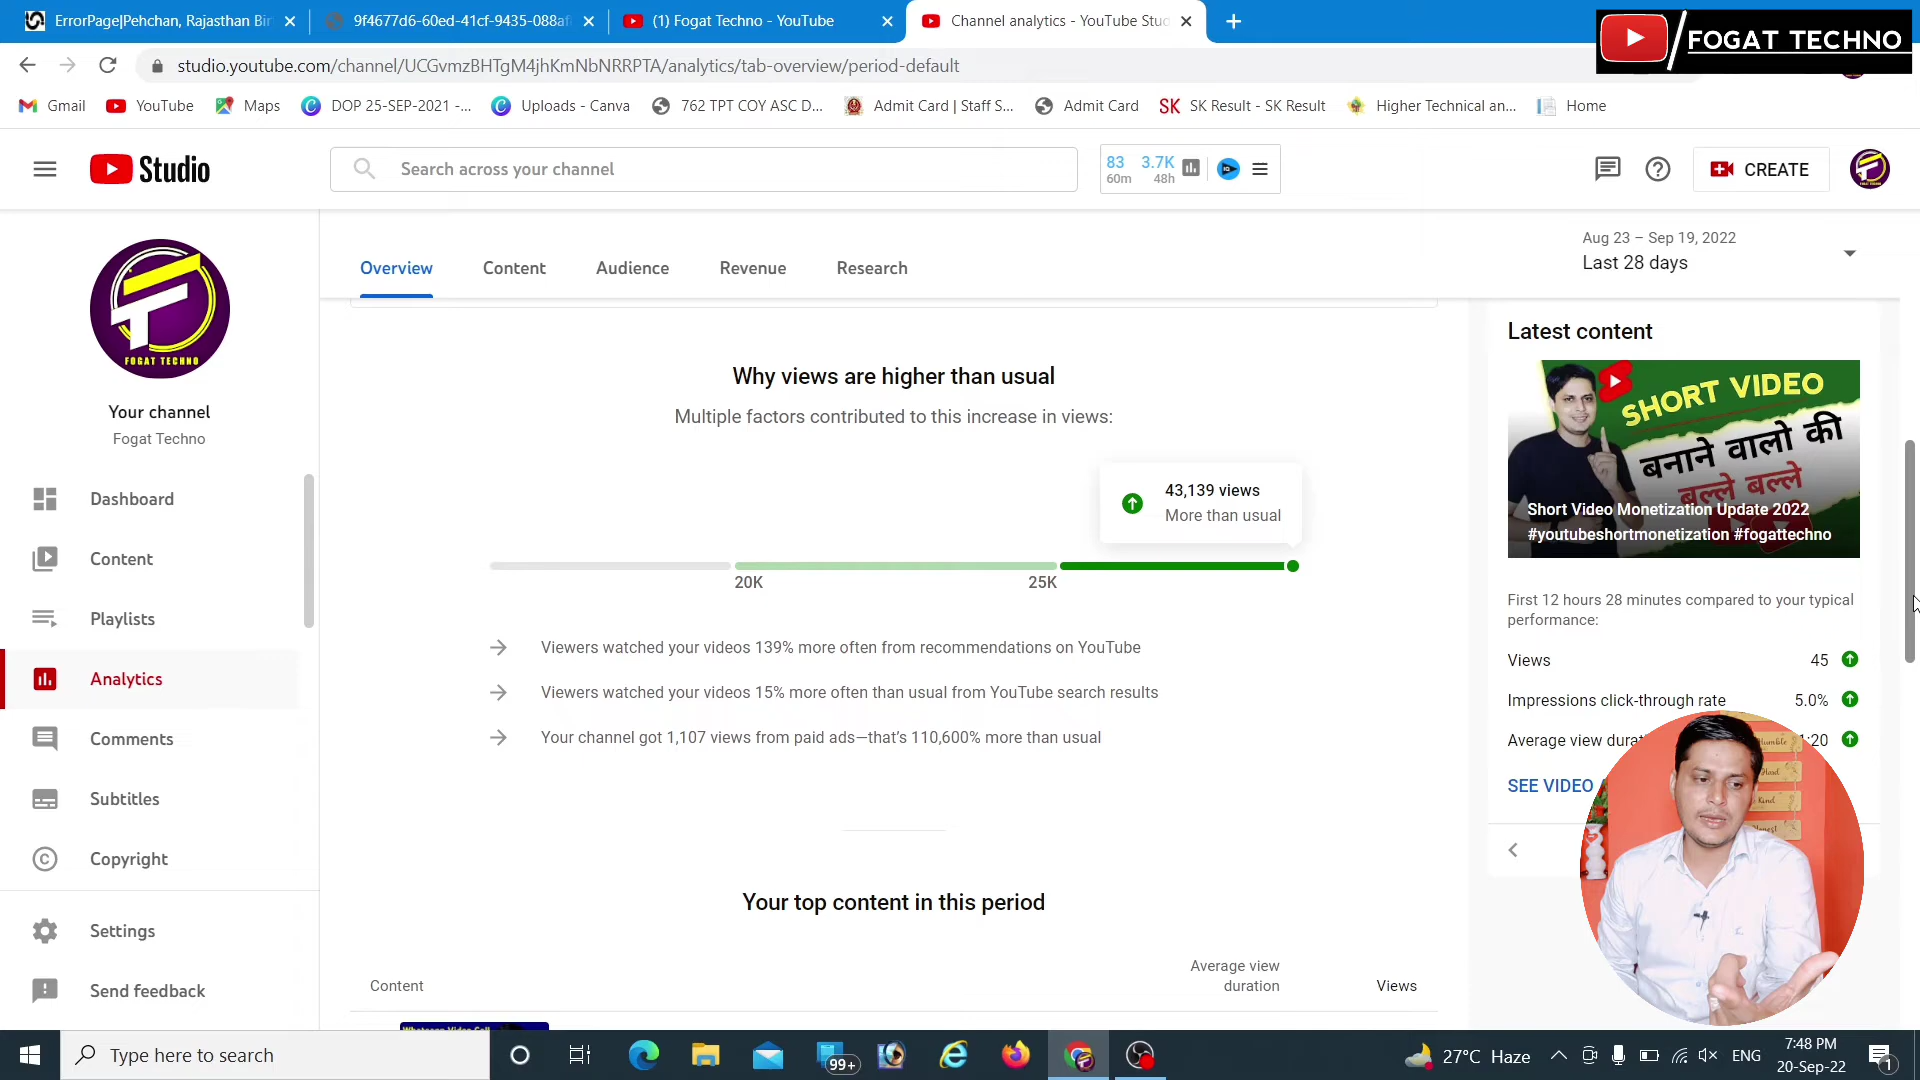 ErrorPage|Pehchan, Rajasthan Bir
9f4677d6-60ed-41cf-9435-088af
(1) Fogat Techno - YouTube
Channel analytics - YouTube Stud
FOGAT TECHNO
studio.youtube.com/channel/UCGvmzBHTgM4jhKmNbNRRPTA/analytics/tab-overview/period-default
Gmail
YouTube
Maps
DOP 25-SEP-2021 -...
Uploads - Canva
762 TPT COY ASC D...
Admit Card | Staff S...
Admit Card
SK SK Result - SK Result
Higher Technical an...
Home
Studio
Search across your channel
83 3.7K
60m 48h
CREATE
FOGAT TECHNO
Your channel
Fogat Techno
Dashboard
Content
Playlists
Analytics
Comments
Subtitles
Copyright
Settings
Send feedback
Overview
Content
Audience
Revenue
Research
Aug 23 – Sep 19, 2022
Last 28 days
Why views are higher than usual
Multiple factors contributed to this increase in views:
43,139 views
More than usual
20K
25K
Viewers watched your videos 139% more often from recommendations on YouTube
Viewers watched your videos 15% more often than usual from YouTube search results
Your channel got 1,107 views from paid ads—that's 110,600% more than usual
Your top content in this period
Content
Average view
duration
Views
Latest content
SHORT VIDEO
बनाने वालो की
बल्ले बल्ले
Short Video Monetization Update 2022
#youtubeshortmonetization #fogattechno
First 12 hours 28 minutes compared to your typical
performance:
Views 45
Impressions click-through rate 5.0%
Average view :20
SEE VIDEO
Type here to search
99+
27°C Haze
ENG
7:48 PM
20-Sep-22
1